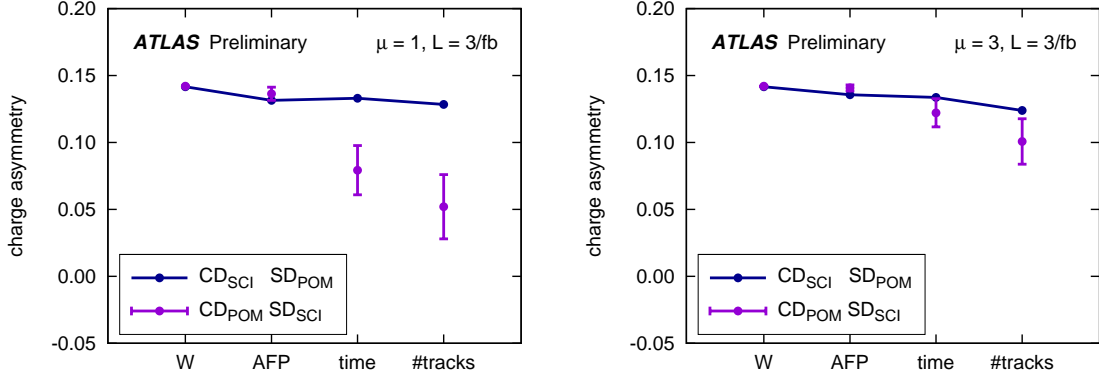 0.20
ATLAS Preliminary μ = 1, L = 3/fb
0.15
0.10
0.05
0.00
-0.05
charge asymmetry
CD_SCI SD_POM
CD_POM SD_SCI
W AFP time #tracks
0.20
ATLAS Preliminary μ = 3, L = 3/fb
0.15
0.10
0.05
0.00
-0.05
charge asymmetry
CD_SCI SD_POM
CD_POM SD_SCI
W AFP time #tracks